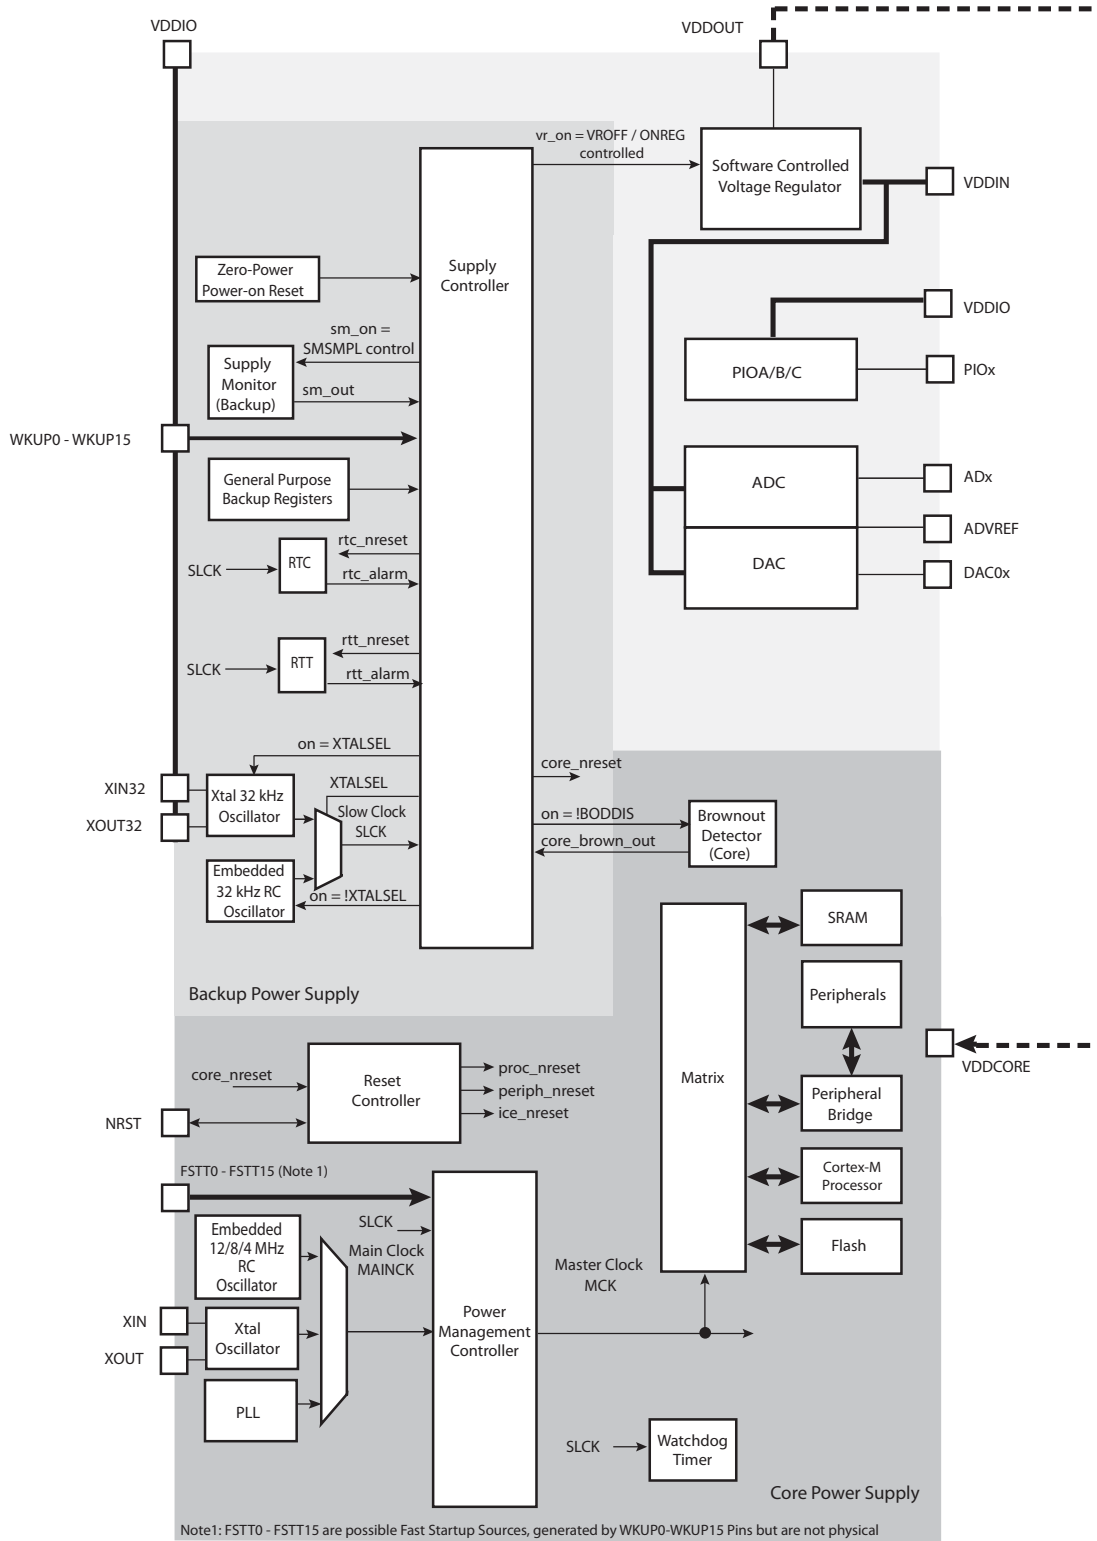 VDDIO
VDDOUT
vr_on = VROFF / ONREG
controlled
Software Controlled
Voltage Regulator
VDDIN
Supply
Controller
Zero-Power
Power-on Reset
VDDIO
sm_on =
SMSMPL control
Supply
Monitor
(Backup)
sm_out
PIOA/B/C
PIOx
WKUP0 - WKUP15
General Purpose
Backup Registers
ADC
ADx
ADVREF
DAC
DAC0x
rtc_nreset
SLCK
RTC
rtc_alarm
rtt_nreset
SLCK
RTT
rtt_alarm
on = XTALSEL
core_nreset
XIN32
XTALSEL
Xtal 32 kHz
Oscillator
Slow Clock
SLCK
XOUT32
on = !BODDIS
Brownout
Detector
(Core)
core_brown_out
Embedded
32 kHz RC
Oscillator
on = !XTALSEL
SRAM
Backup Power Supply
Peripherals
Matrix
VDDCORE
core_nreset
Reset
Controller
proc_nreset
periph_nreset
ice_nreset
Peripheral
Bridge
NRST
FSTT0 - FSTT15 (Note 1)
Cortex-M
Processor
SLCK
Embedded
12/8/4 MHz
RC
Oscillator
Main Clock
MAINCK
Flash
Master Clock
MCK
XIN
Xtal
Oscillator
Power
Management
Controller
XOUT
PLL
SLCK
Watchdog
Timer
Core Power Supply
Note1: FSTT0 - FSTT15 are possible Fast Startup Sources, generated by WKUP0-WKUP15 Pins but are not physical